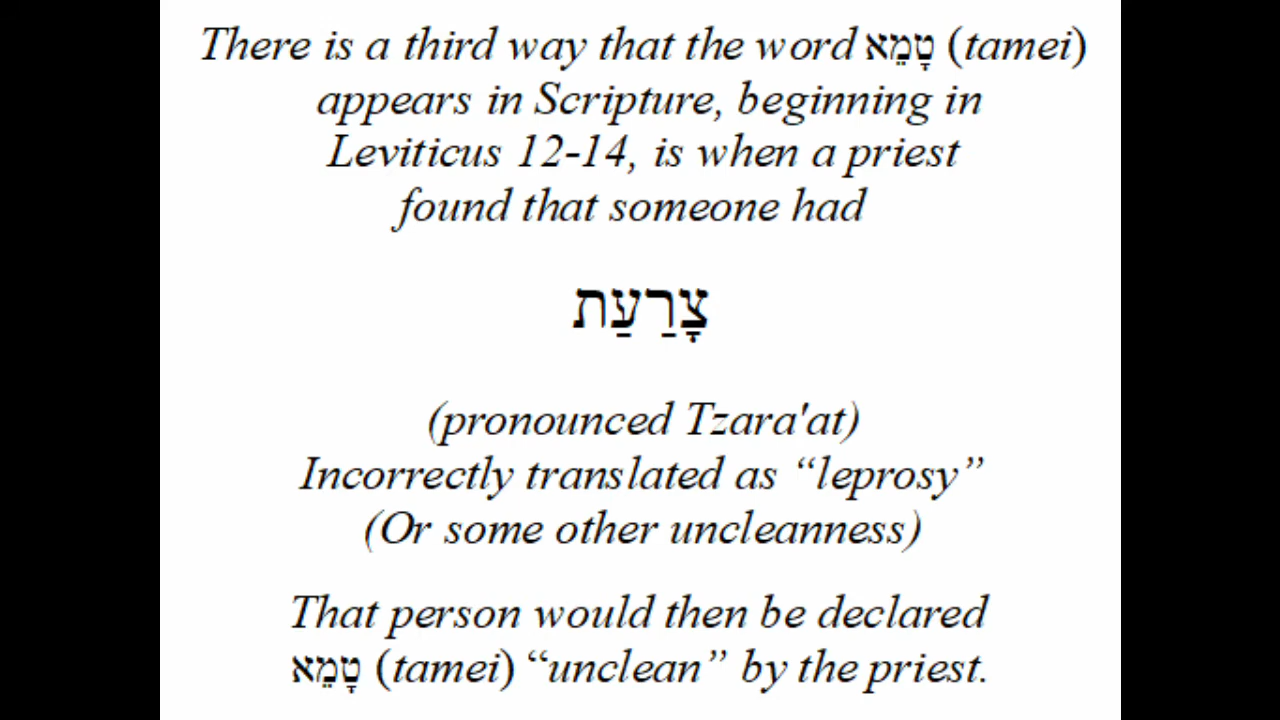 There is a third way that the word טָמֵא (tamei)
appears in Scripture, beginning in
Leviticus 12-14, is when a priest
found that someone had
צָרַעַת
(pronounced Tzara'at)
Incorrectly translated as “leprosy”
(Or some other uncleanness)
That person would then be declared
טָמֵא (tamei) “unclean” by the priest.